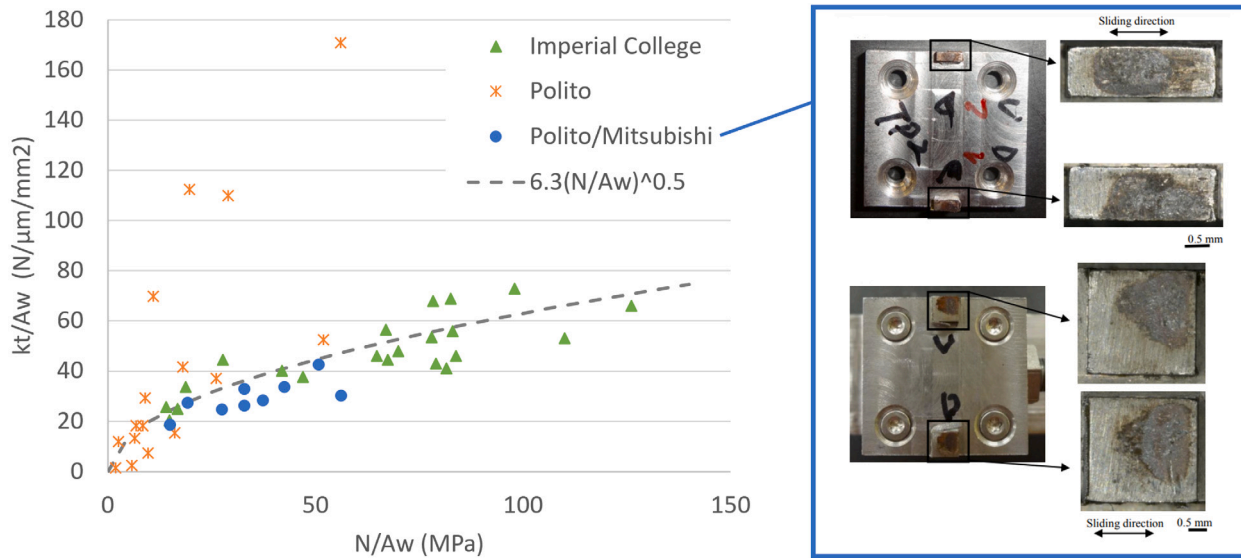 180
160
140
120
100
80
60
40
20
0
kt/Aw (N/μm/mm2)
0
50
100
150
N/Aw (MPa)
Imperial College
Polito
Polito/Mitsubishi
6.3(N/Aw)^0.5
Sliding direction
0.5 mm
Sliding direction
0.5 mm